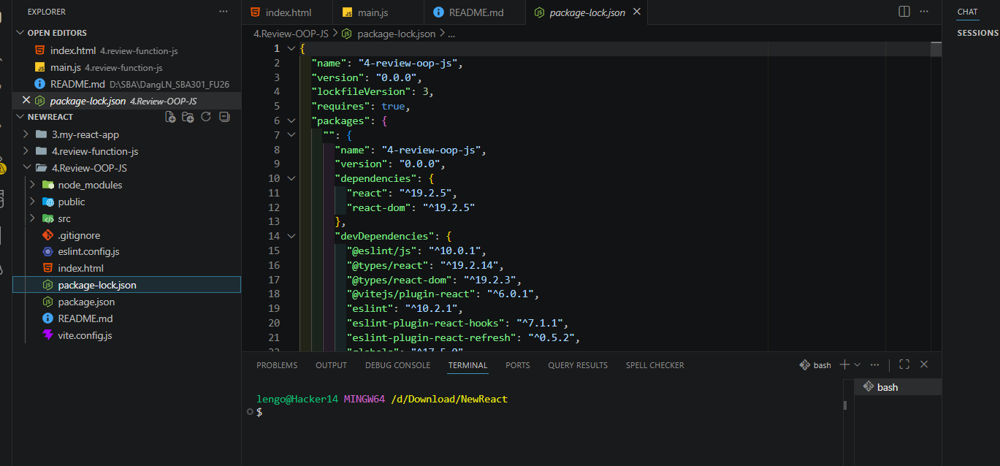 EXPLORER
OPEN EDITORS
index.html 4.review-function-js
main.js 4.review-function-js
README.md D:\SBA\DangLN_SBA301_FU26
package-lock.json 4.Review-OOP-JS
NEWREACT
3.my-react-app
4.review-function-js
4.Review-OOP-JS
node_modules
public
src
.gitignore
eslint.config.js
index.html
package-lock.json
package.json
README.md
vite.config.js
index.html main.js README.md package-lock.json
4.Review-OOP-JS > package-lock.json > ...
1 {
2 "name": "4-review-oop-js",
3 "version": "0.0.0",
4 "lockfileVersion": 3,
5 "requires": true,
6 "packages": {
7 "": {
8 "name": "4-review-oop-js",
9 "version": "0.0.0",
10 "dependencies": {
11 "react": "^19.2.5",
12 "react-dom": "^19.2.5"
13 },
14 "devDependencies": {
15 "@eslint/js": "^10.0.1",
16 "@types/react": "^19.2.14",
17 "@types/react-dom": "^19.2.3",
18 "@vitejs/plugin-react": "^6.0.1",
19 "eslint": "^10.2.1",
20 "eslint-plugin-react-hooks": "^7.1.1",
21 "eslint-plugin-react-refresh": "^0.5.2",
PROBLEMS OUTPUT DEBUG CONSOLE TERMINAL PORTS QUERY RESULTS SPELL CHECKER
bash
lengo@Hacker14 MINGW64 /d/Download/NewReact
$
bash
CHAT
SESSIONS